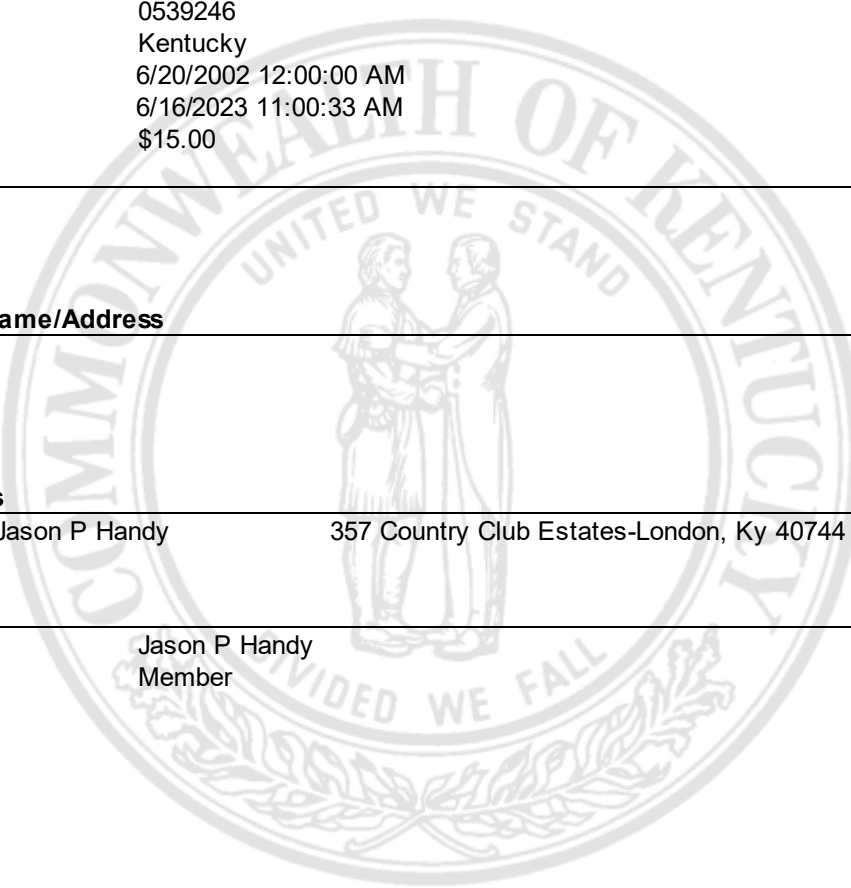 0539246
Kentucky
6/20/2002 12:00:00 AM
6/16/2023 11:00:33 AM
$15.00
COMMONWEALTH OF KENTUCKY
UNITED WE STAND
ame/Address
s
Jason P Handy 357 Country Club Estates-London, Ky 40744
Jason P Handy
Member
DIVIDED WE FALL